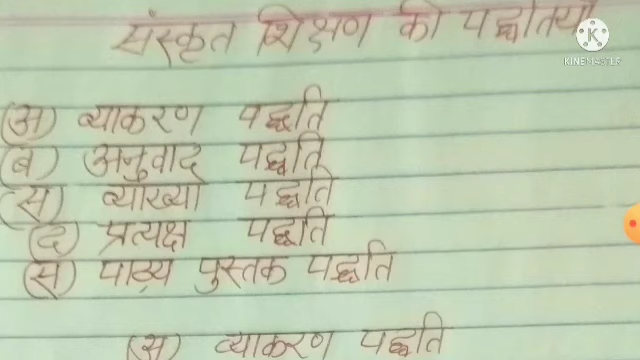 संस्कृत शिक्षण की पद्धतियाँ
KINEMASTER
(अ) व्याकरण पद्धति
(ब) अनुवाद पद्धति
(स) व्याख्या पद्धति
(द) प्रत्यक्ष पद्धति
(स) पाठ्य पुस्तक पद्धति
(अ) व्याकरण पद्धति